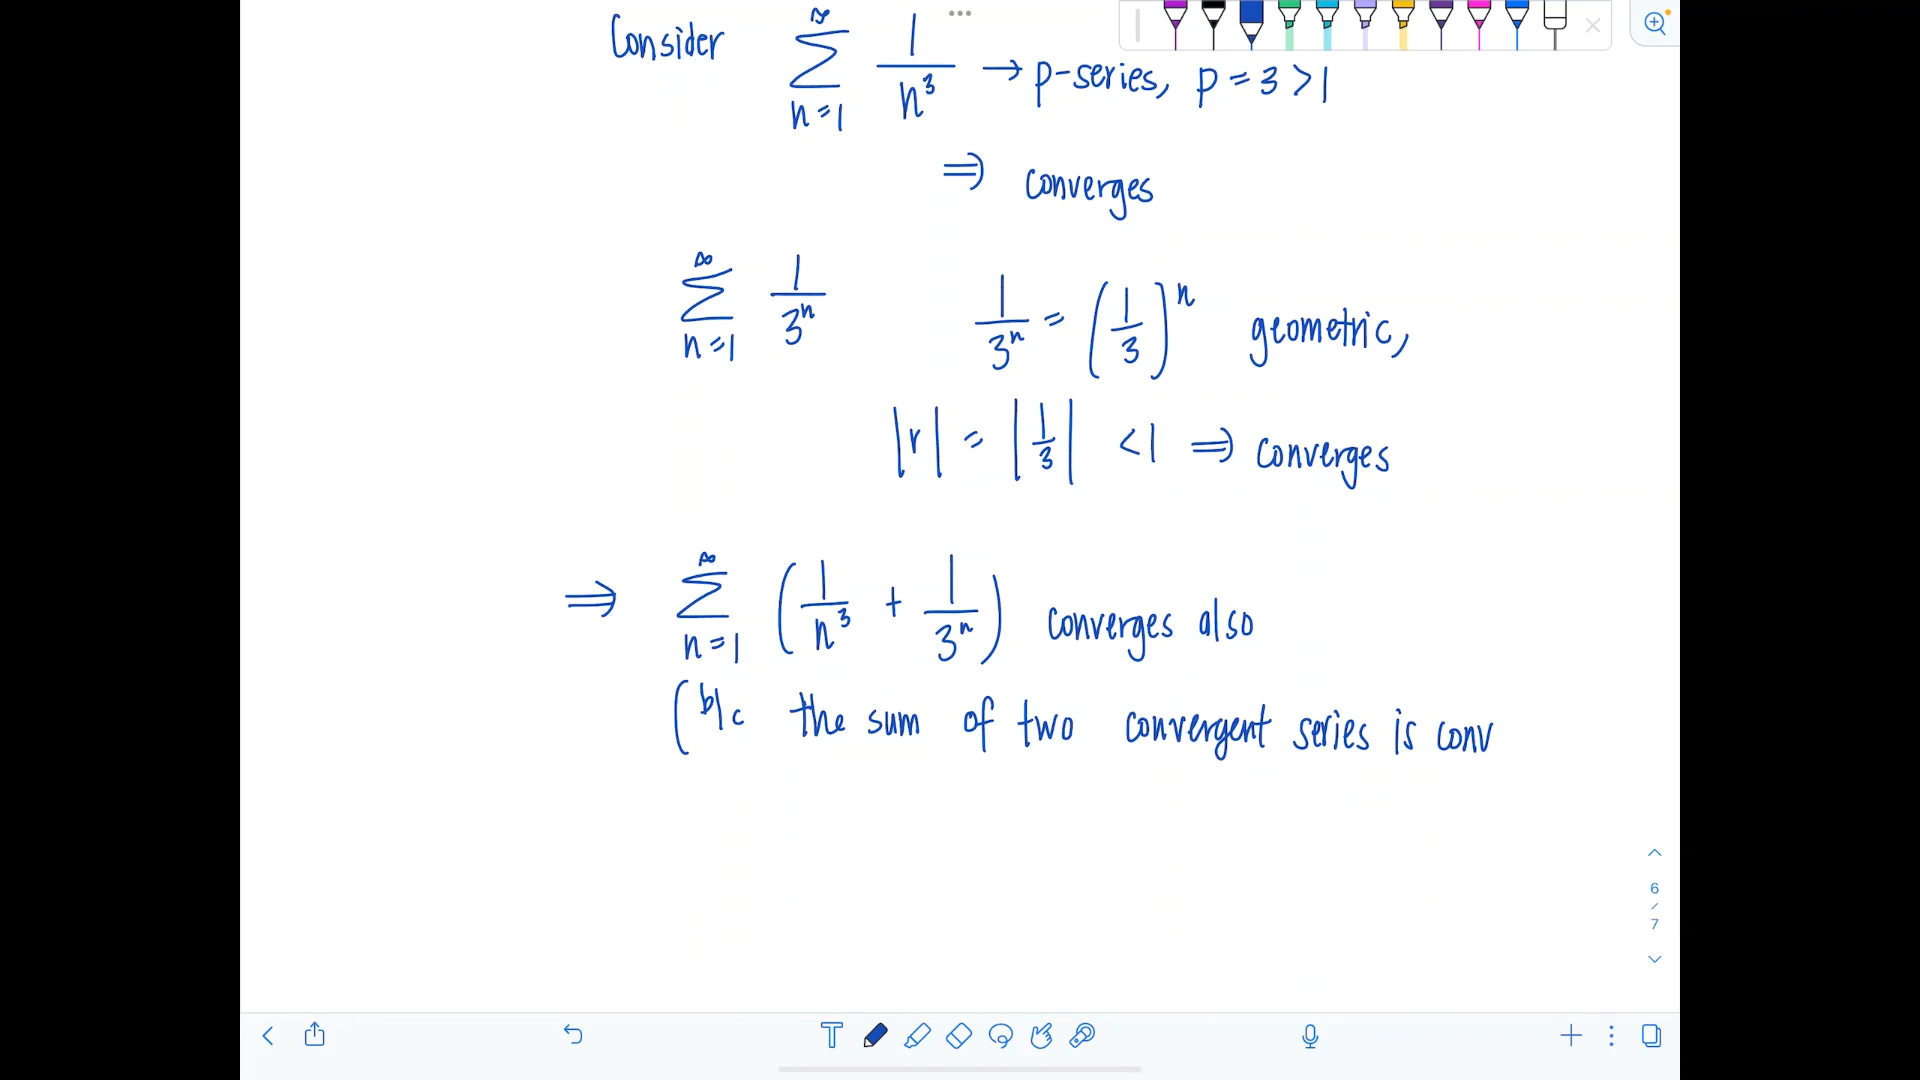 Consider ∑_{n=1}^{∞} 1/n³ → p-series, p = 3 > 1
⇒ converges
∑_{n=1}^{∞} 1/3ⁿ 1/3ⁿ = (1/3)ⁿ geometric,
|r| = |1/3| < 1 ⇒ converges
⇒ ∑_{n=1}^{∞} (1/n³ + 1/3ⁿ) converges also
(b/c the sum of two convergent series is conv
6
/
7
T